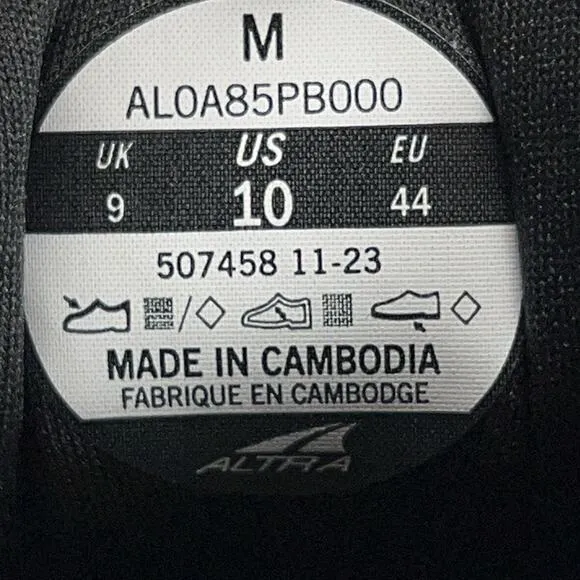 M
AL0A85PB000
UK US EU
9 10 44
507458 11-23
MADE IN CAMBODIA
FABRIQUE EN CAMBODGE
ALTRA